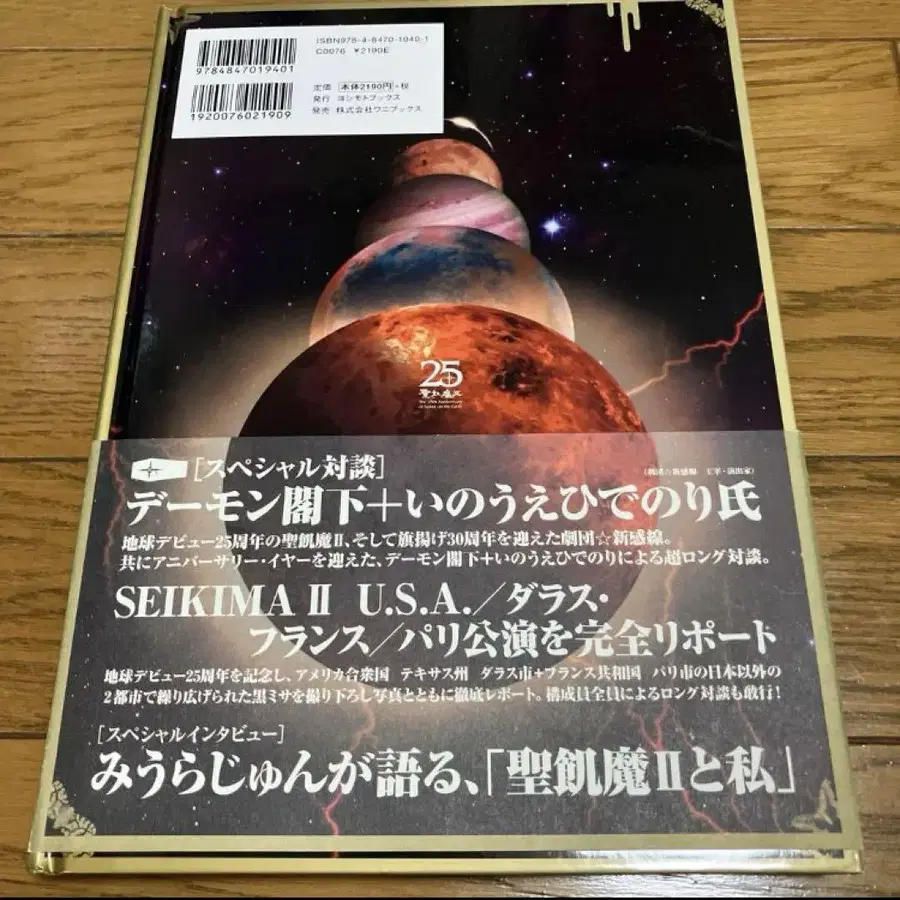 ISBN978-4-8470-1940-1
C0076 ¥2190E
9784847019401
1920076021909
定価 本体2190円+税
発行 ヨシモトブックス
発売 株式会社ワニブックス
25
聖飢魔II
The 25th Anniversary
[スペシャル対談]
デーモン閣下+いのうえひでのり氏
地球デビュー25周年の聖飢魔II、そして旗揚げ30周年を迎えた劇団☆新感線。
共にアニバーサリー・イヤーを迎えた、デーモン閣下+いのうえひでのりによる超ロング対談。
SEIKIMA II U.S.A./ダラス・
フランス/パリ公演を完全リポート
地球デビュー25周年を記念し、アメリカ合衆国 テキサス州 ダラス市+フランス共和国 パリ市の日本以外の
2都市で繰り広げられた黒ミサを撮り下ろし写真とともに徹底レポート。構成員全員によるロング対談も敢行!
[スペシャルインタビュー]
みうらじゅんが語る、「聖飢魔IIと私」